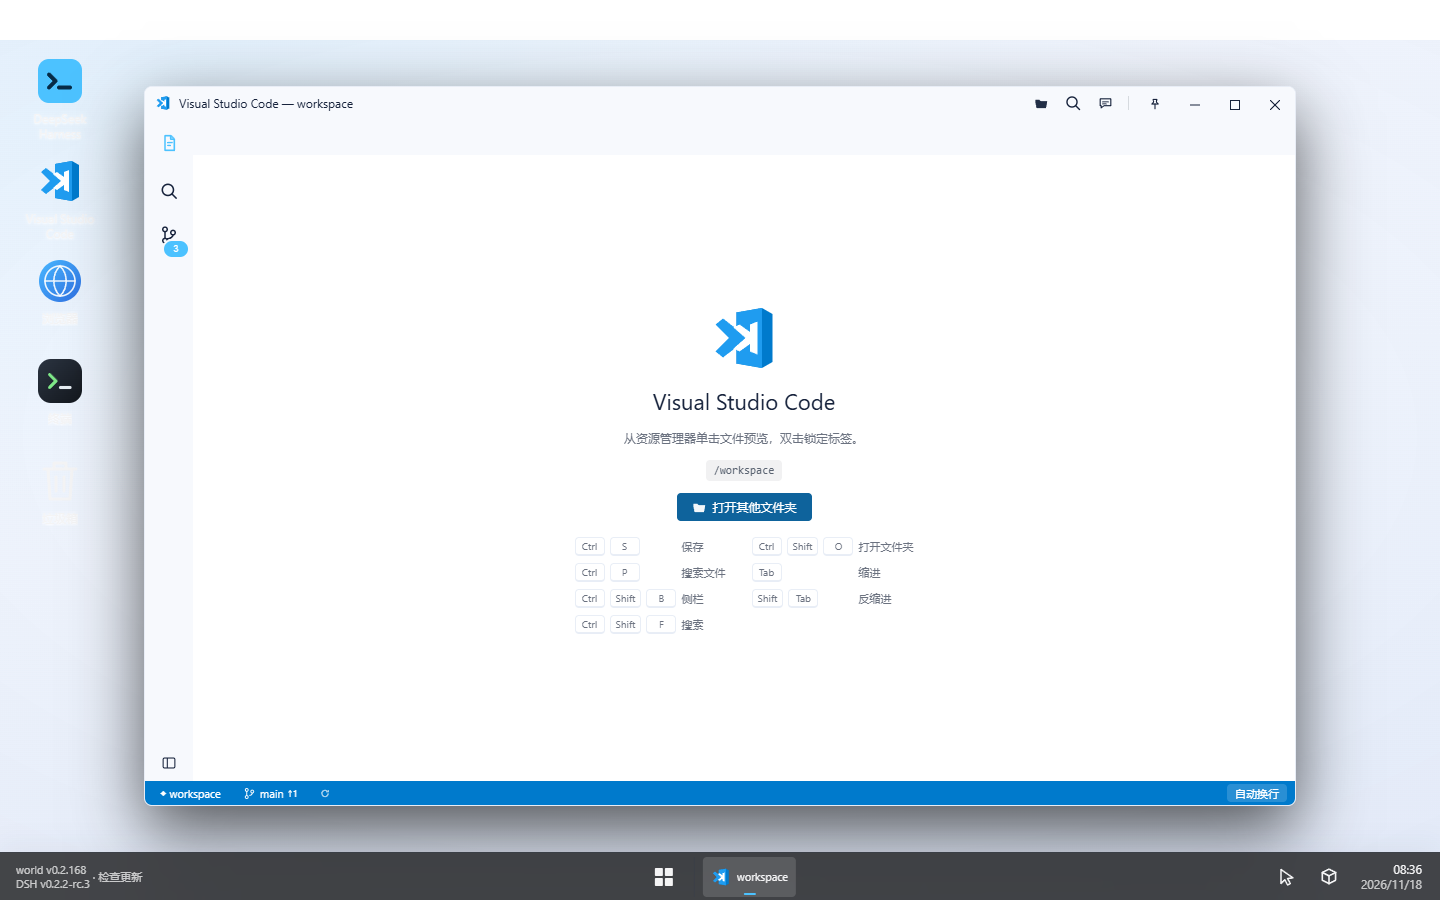 Visual Studio Code — workspace
3
Visual Studio Code
从资源管理器单击文件预览，双击锁定标签。
/workspace
打开其他文件夹
Ctrl S 保存 Ctrl Shift O 打开文件夹
Ctrl P 搜索文件 Tab 缩进
Ctrl Shift B 侧栏 Shift Tab 反缩进
Ctrl Shift F 搜索
workspace main ↑1 自动换行
world v0.2.168
DSH v0.2.2-rc.3 · 检查更新
workspace
08:36
2026/11/18